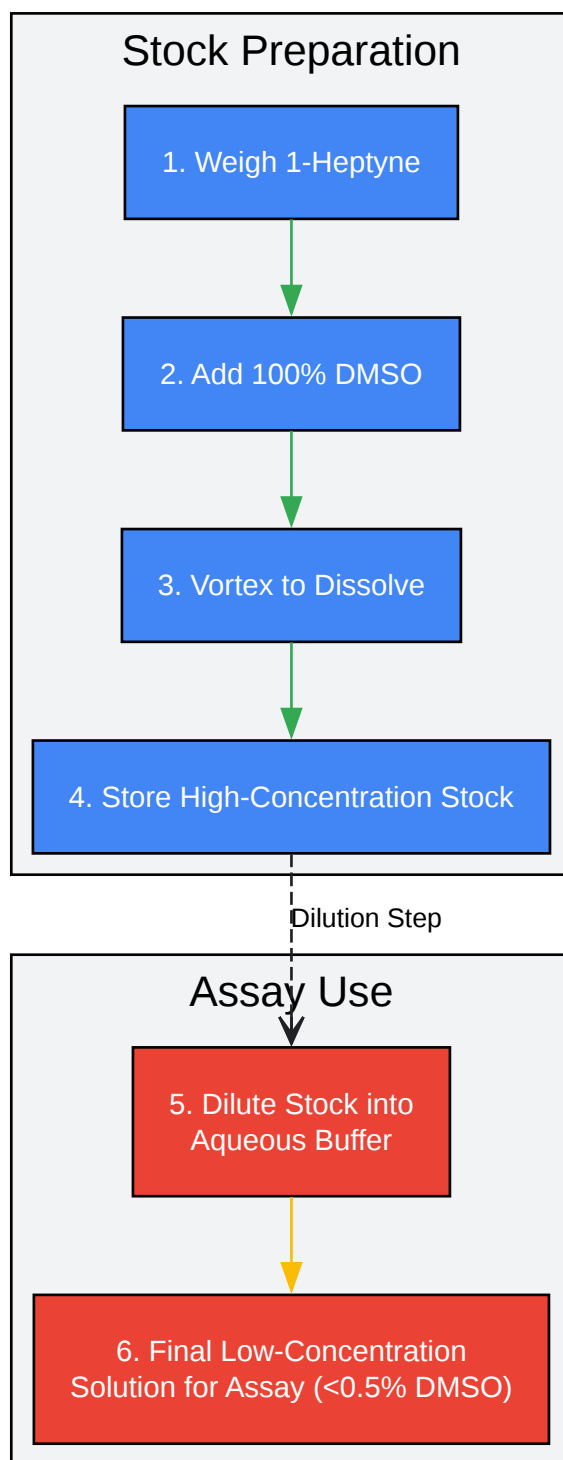 Stock Preparation
1. Weigh 1-Heptyne
2. Add 100% DMSO
3. Vortex to Dissolve
4. Store High-Concentration Stock
Dilution Step
Assay Use
5. Dilute Stock into
Aqueous Buffer
6. Final Low-Concentration
Solution for Assay (<0.5% DMSO)